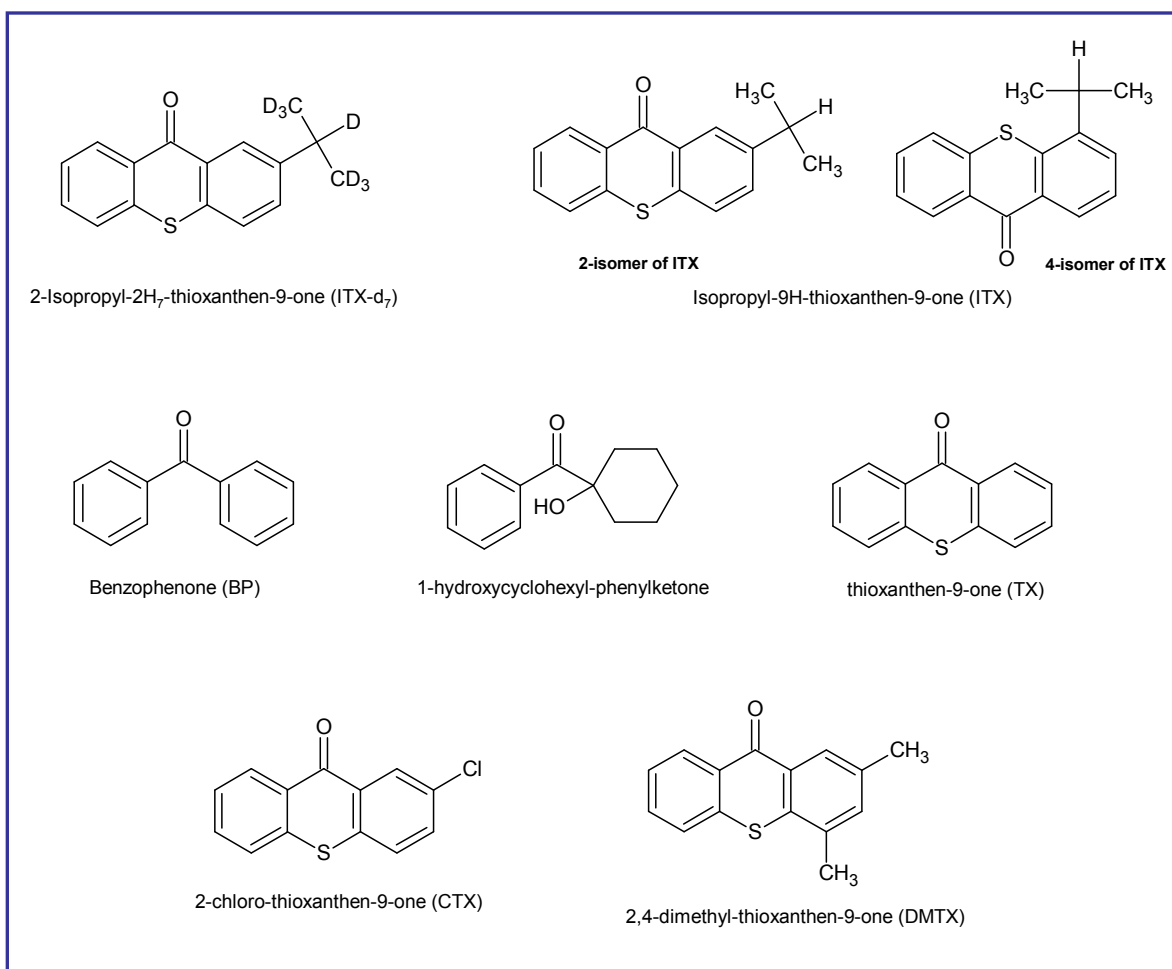 O
D₃C
D
CD₃
S
2-Isopropyl-2H₇-thioxanthen-9-one (ITX-d₇)
O
H₃C
H
CH₃
S
2-isomer of ITX
H
H₃C
CH₃
S
O
4-isomer of ITX
Isopropyl-9H-thioxanthen-9-one (ITX)
O
Benzophenone (BP)
O
HO
1-hydroxycyclohexyl-phenylketone
O
S
thioxanthen-9-one (TX)
O
Cl
S
2-chloro-thioxanthen-9-one (CTX)
O
CH₃
S
CH₃
2,4-dimethyl-thioxanthen-9-one (DMTX)